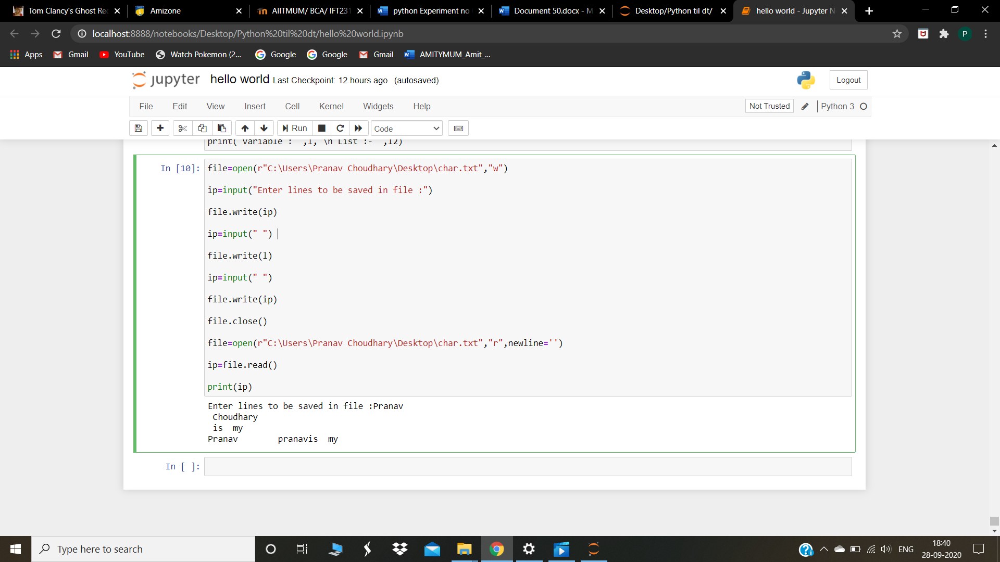 Tom Clancy's Ghost Rec
Amizone
AIITMUM/ BCA/ IFT231
python Experiment no
Document 50.docx - M
Desktop/Python til dt/
hello world - Jupyter N
localhost:8888/notebooks/Desktop/Python%20til%20dt/hello%20world.ipynb
P
Apps
Gmail
YouTube
Watch Pokemon (2...
Google
Google
Gmail
AMITYMUM_Amit_...
jupyter hello world Last Checkpoint: 12 hours ago (autosaved)
Logout
File Edit View Insert Cell Kernel Widgets Help
Not Trusted
Python 3
Run
Code
In [10]:
file=open(r"C:\Users\Pranav Choudhary\Desktop\char.txt","w")
ip=input("Enter lines to be saved in file :")
file.write(ip)
ip=input(" ")
file.write(l)
ip=input(" ")
file.write(ip)
file.close()
file=open(r"C:\Users\Pranav Choudhary\Desktop\char.txt","r",newline='')
ip=file.read()
print(ip)
Enter lines to be saved in file :Pranav
Choudhary
is  my
Pranav        pranavis  my
In [ ]:
Type here to search
ENG
18:40
28-09-2020